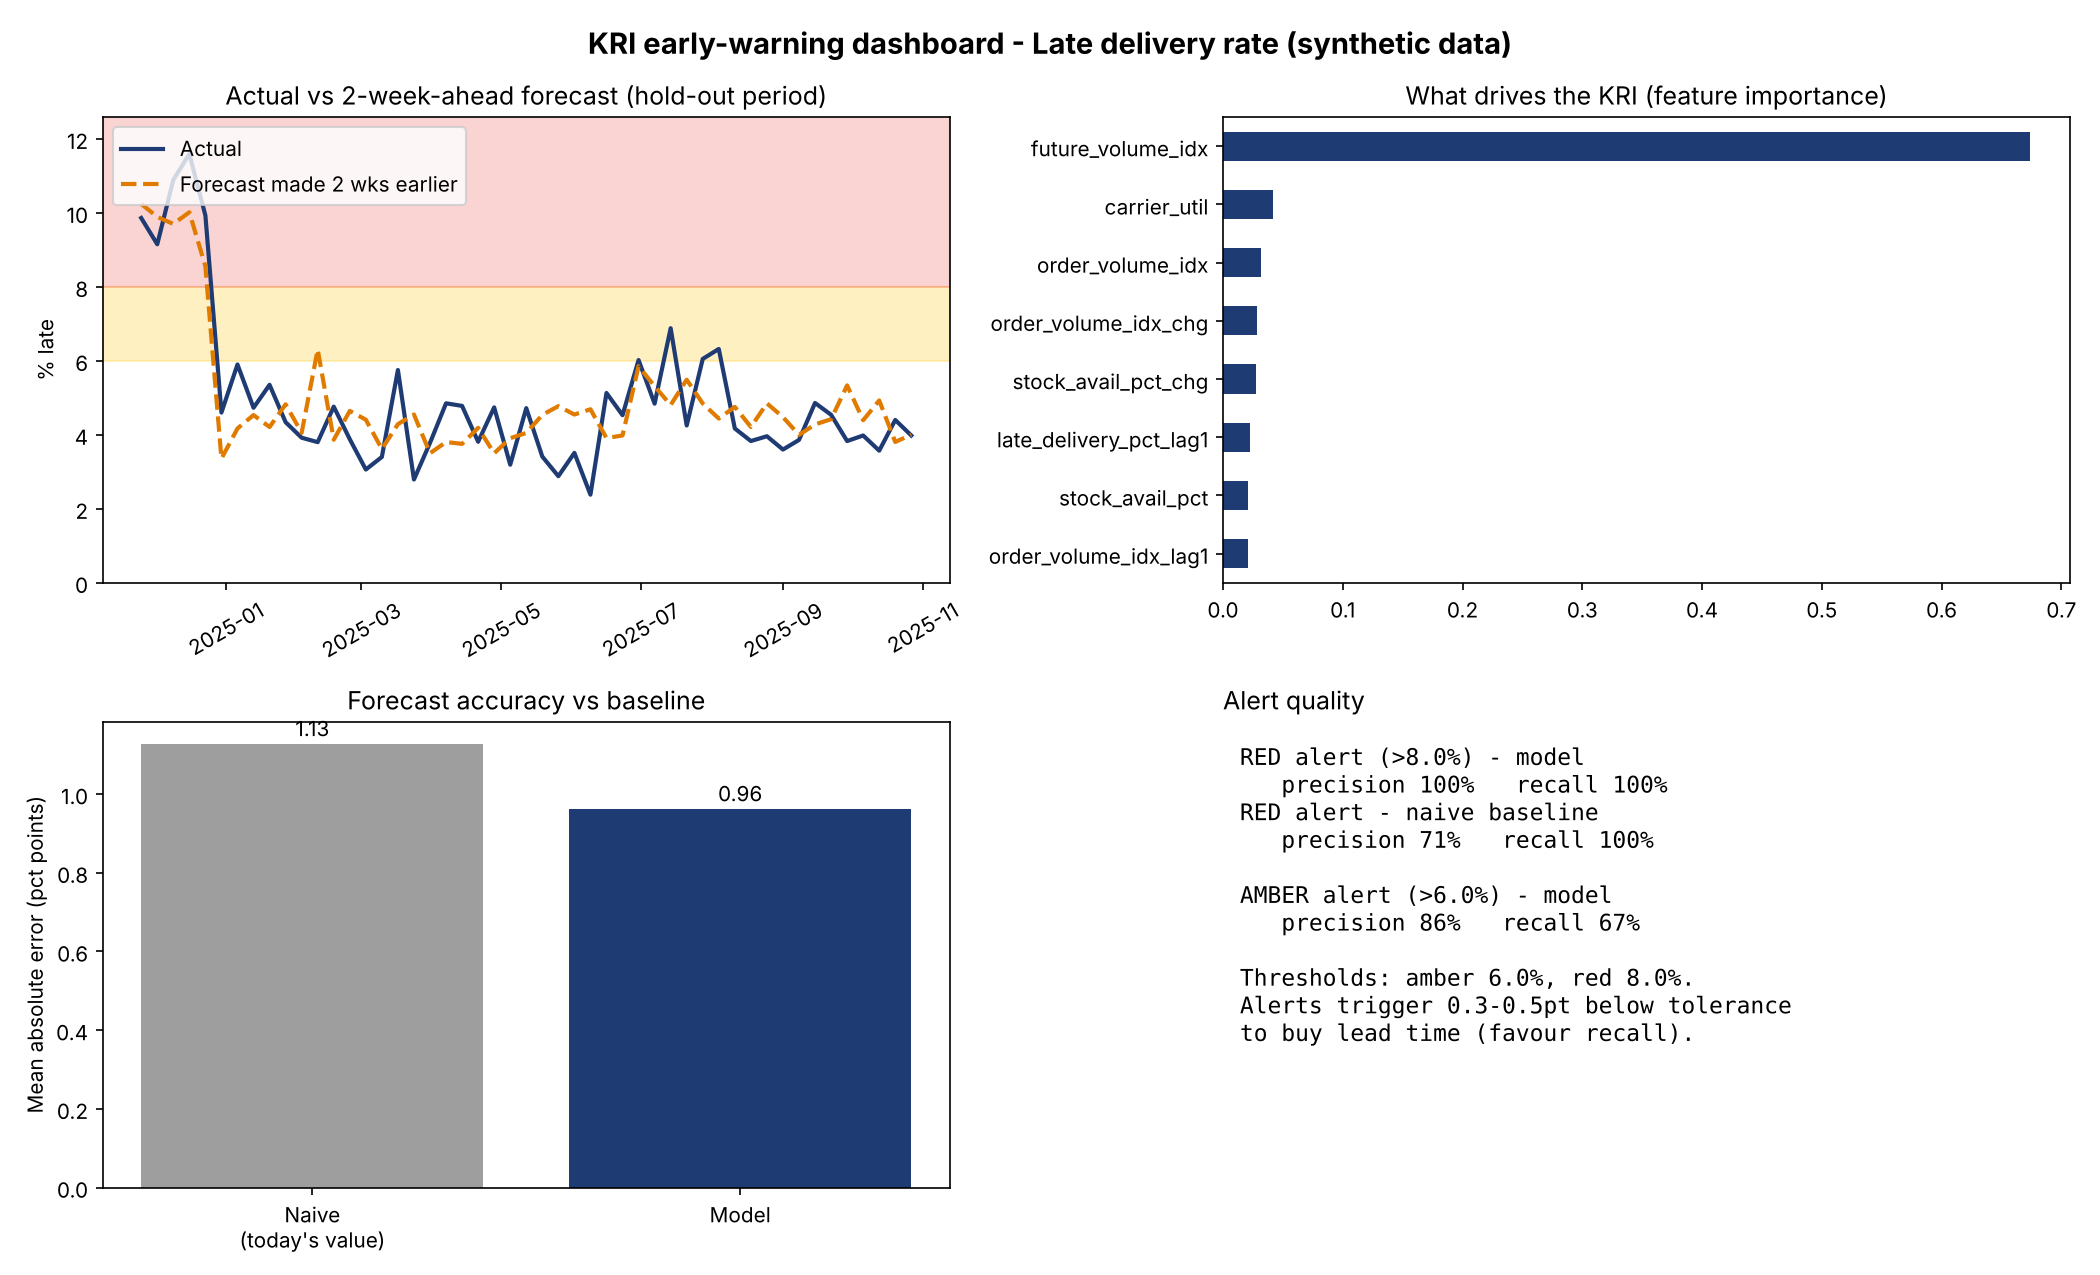 KRI early-warning dashboard - Late delivery rate (synthetic data)
Actual vs 2-week-ahead forecast (hold-out period)
Actual
Forecast made 2 wks earlier
% late
12
10
8
6
4
2
0
2025-01
2025-03
2025-05
2025-07
2025-09
2025-11
What drives the KRI (feature importance)
future_volume_idx
carrier_util
order_volume_idx
order_volume_idx_chg
stock_avail_pct_chg
late_delivery_pct_lag1
stock_avail_pct
order_volume_idx_lag1
0.0
0.1
0.2
0.3
0.4
0.5
0.6
0.7
Forecast accuracy vs baseline
Mean absolute error (pct points)
1.0
0.8
0.6
0.4
0.2
0.0
1.13
0.96
Naive
(today's value)
Model
Alert quality
RED alert (>8.0%) - model
precision 100% recall 100%
RED alert - naive baseline
precision 71% recall 100%
AMBER alert (>6.0%) - model
precision 86% recall 67%
Thresholds: amber 6.0%, red 8.0%.
Alerts trigger 0.3-0.5pt below tolerance
to buy lead time (favour recall).